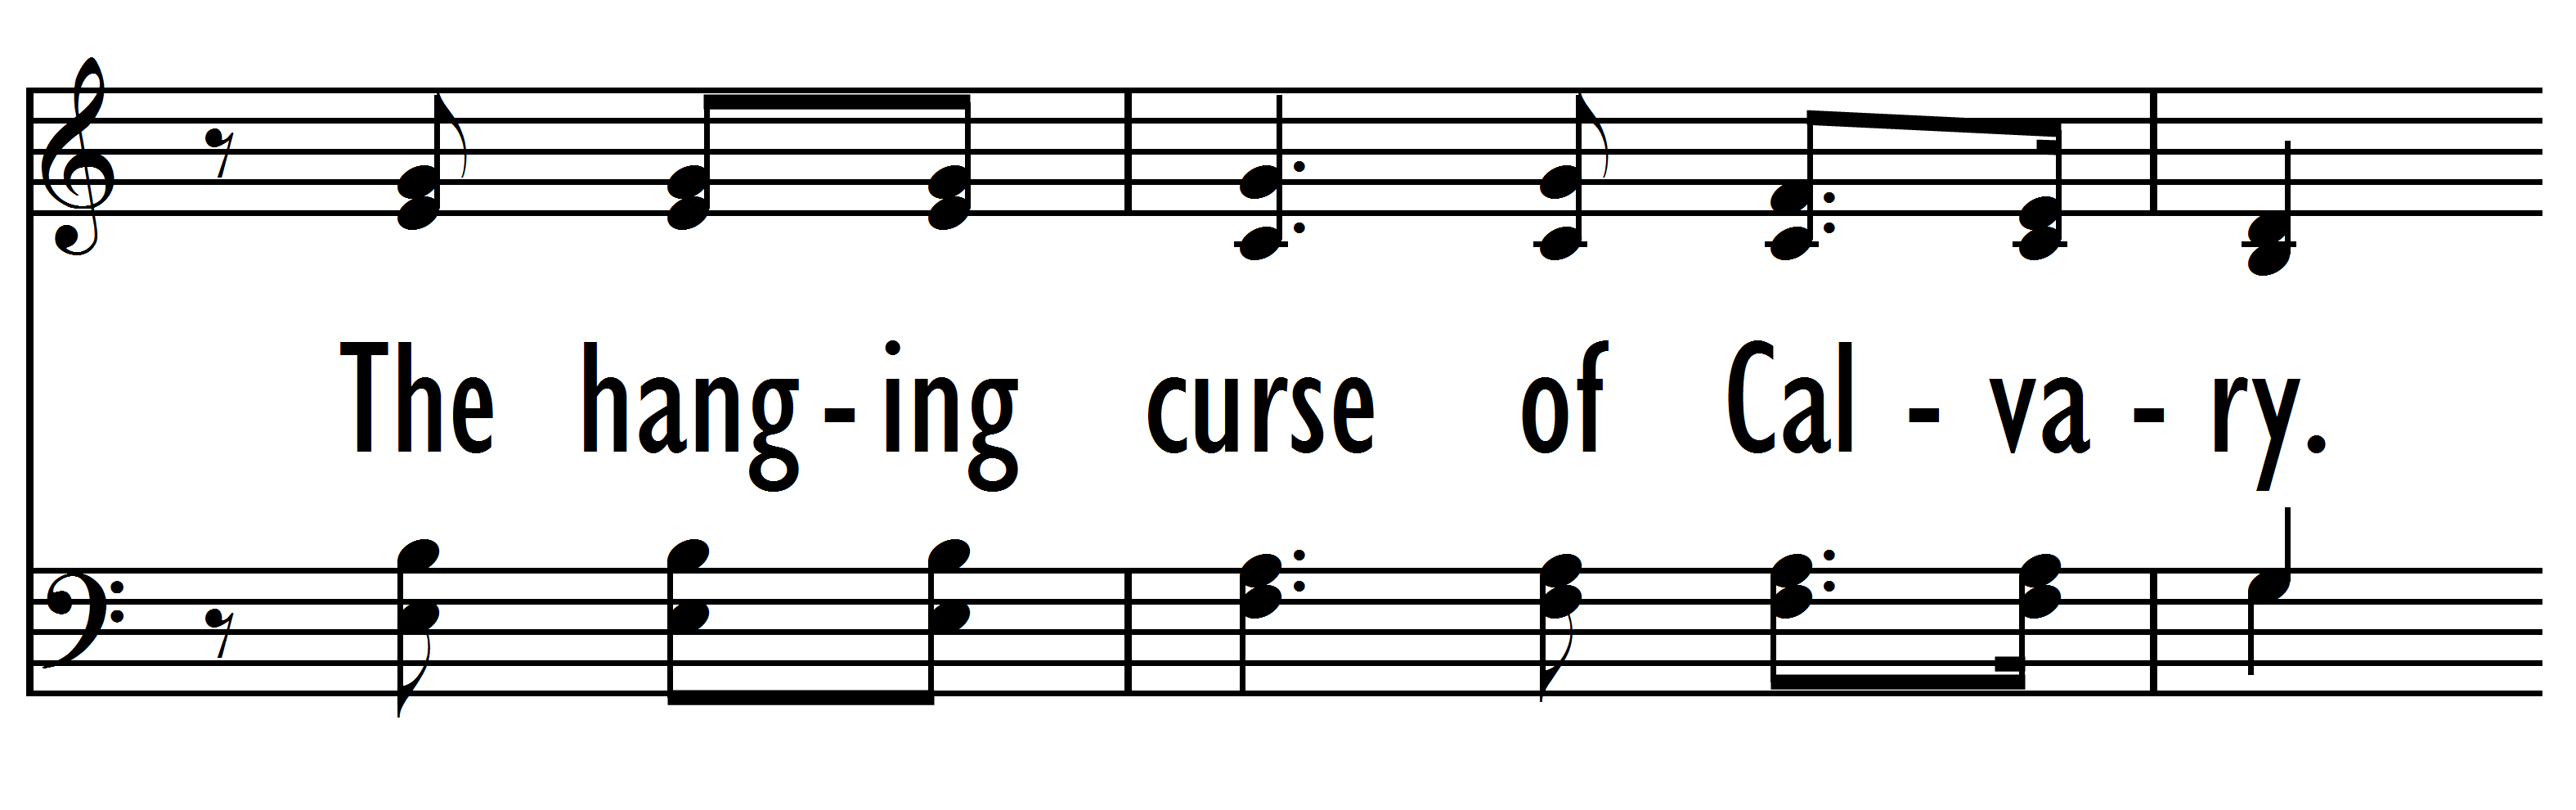 The hang - ing curse of Cal - va - ry.